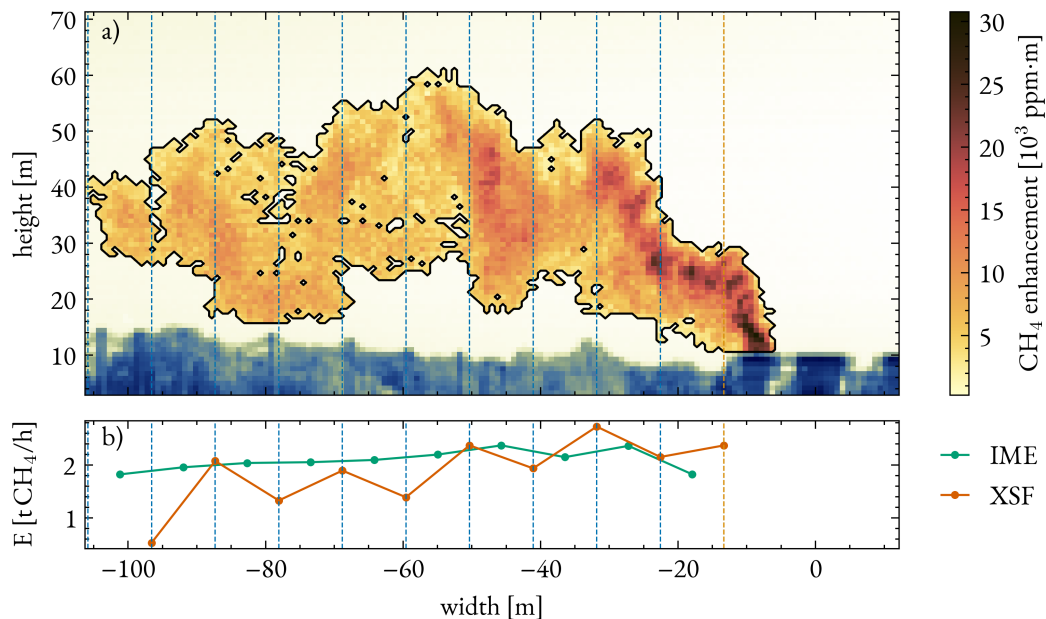 a)
70
60
50
40
30
20
10
height [m]
30
25
20
15
10
5
CH₄ enhancement [10³ ppm·m]
b)
2
1
E [t CH₄/h]
IME
XSF
−100
−80
−60
−40
−20
0
width [m]